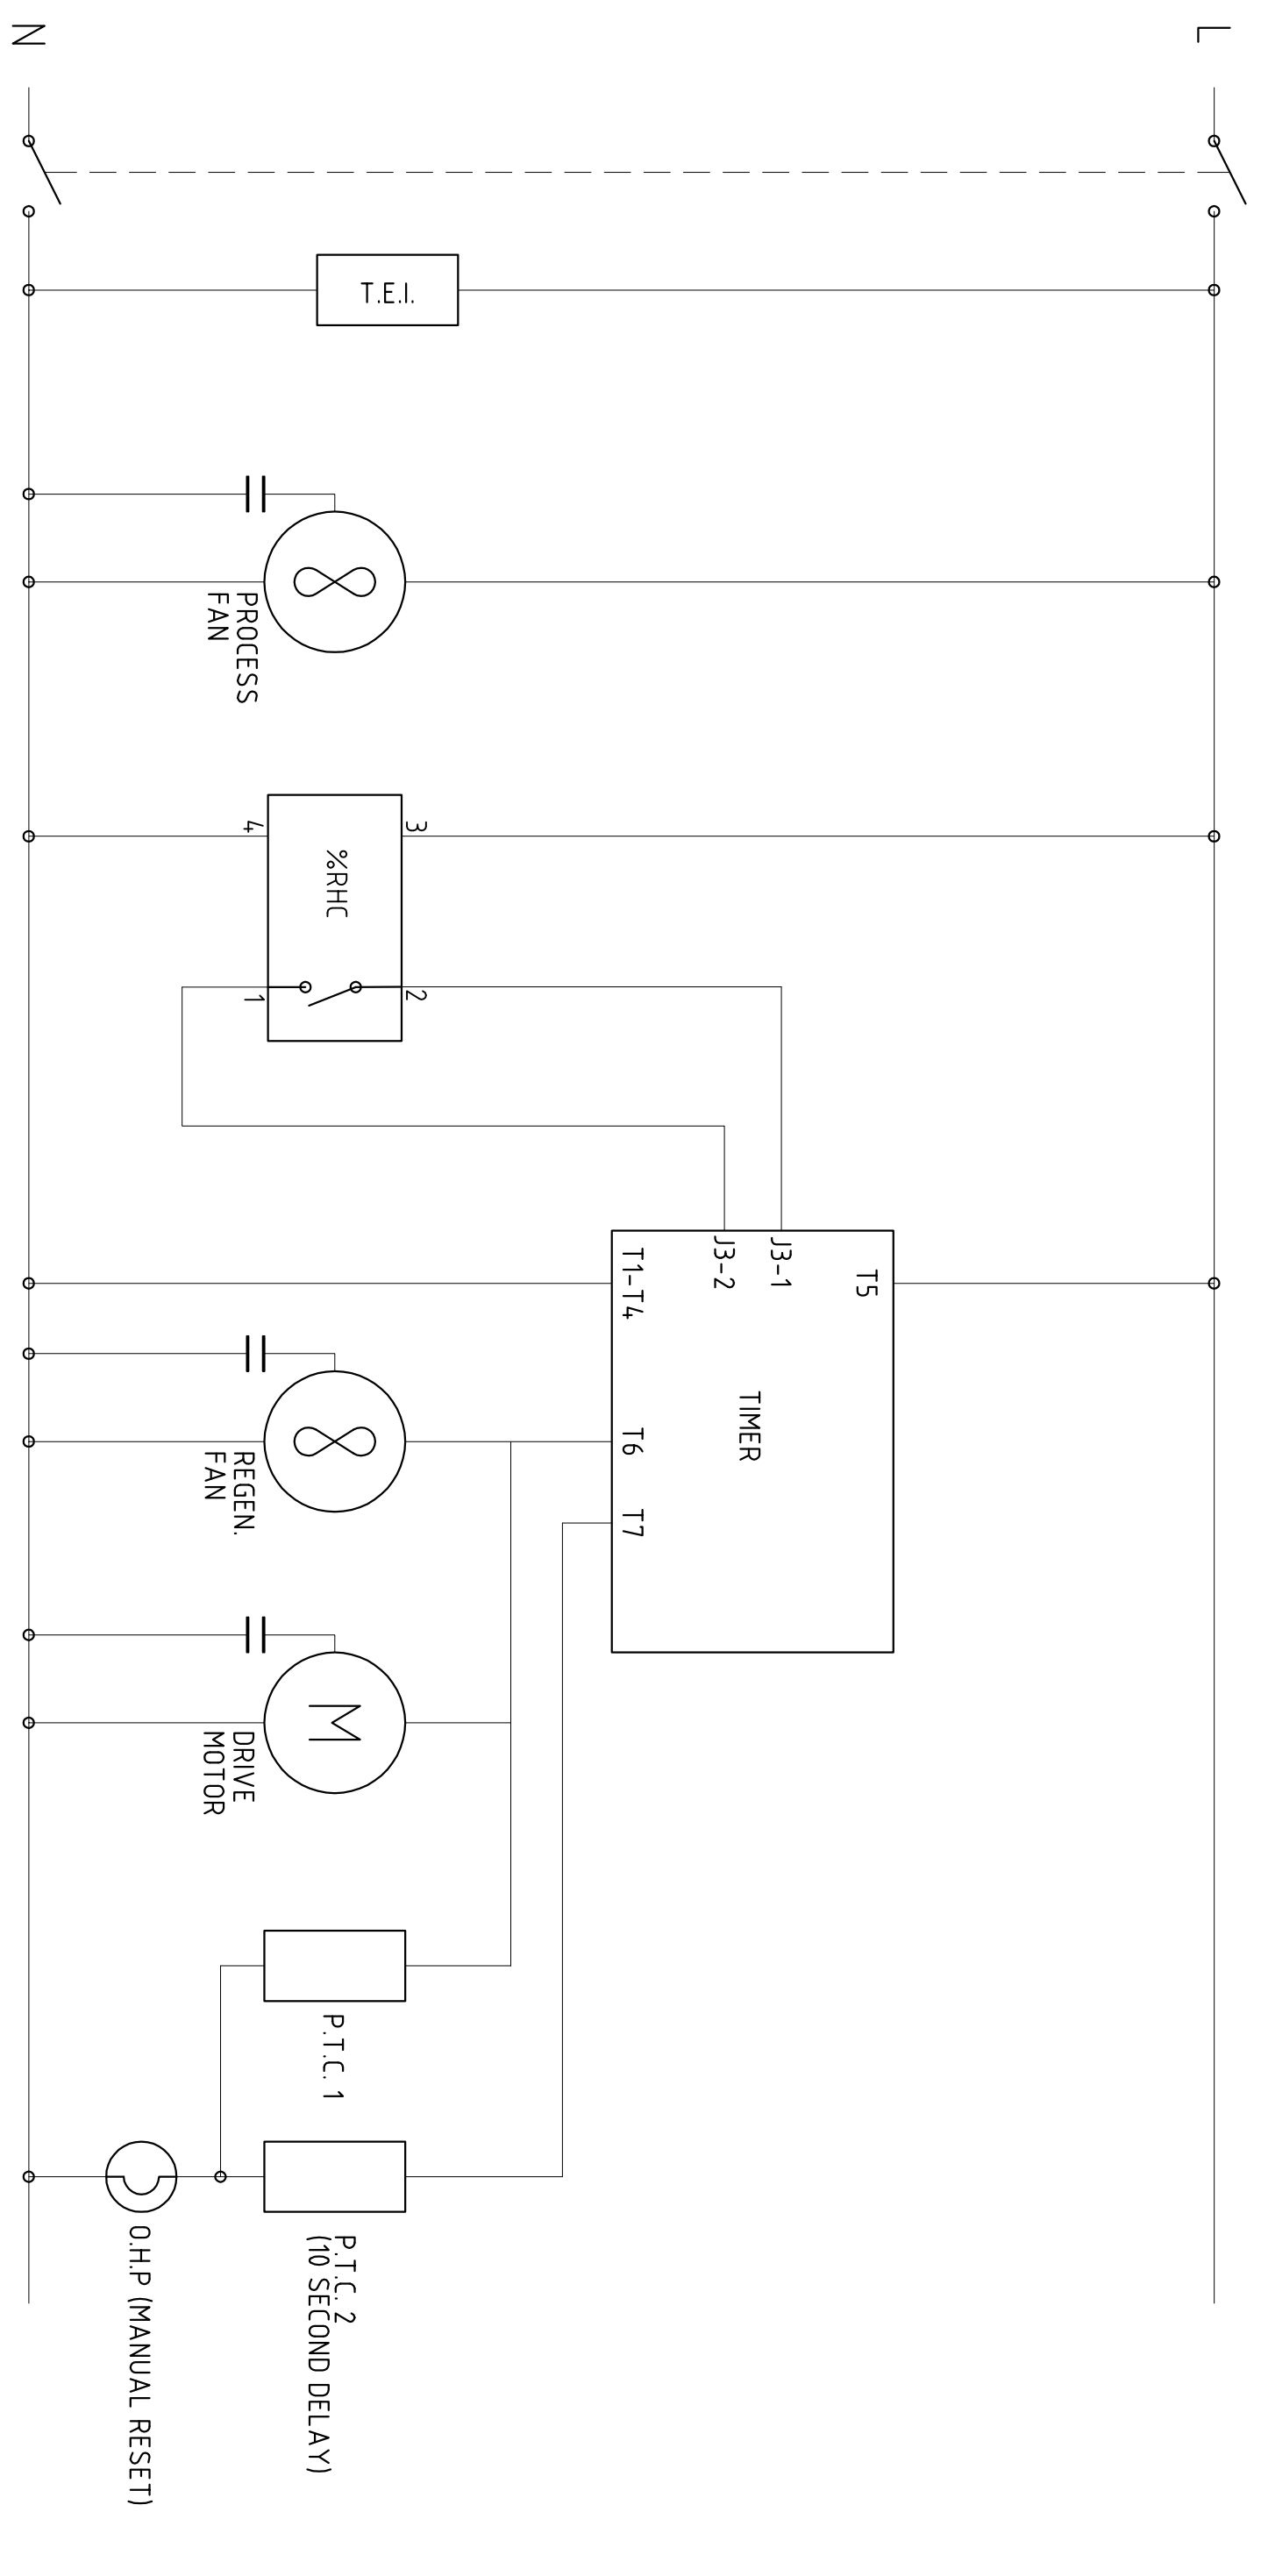 L
N
T.E.I.
PROCESS
FAN
3
4
%RHC
2
1
T5
J3-1
J3-2
T1-T4
TIMER
T6
T7
REGEN.
FAN
DRIVE
MOTOR
M
P.T.C. 1
P.T.C. 2
(10 SECOND DELAY)
O.H.P (MANUAL RESET)